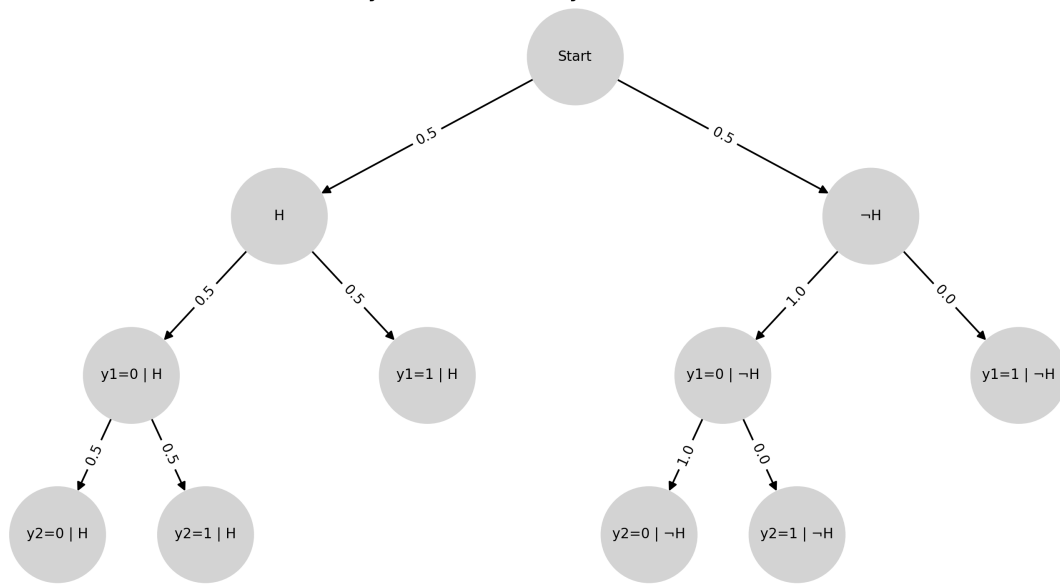 Start
0.5
0.5
H
¬H
0.5
0.5
1.0
0.0
y1=0 | H
y1=1 | H
y1=0 | ¬H
y1=1 | ¬H
0.5
0.5
1.0
0.0
y2=0 | H
y2=1 | H
y2=0 | ¬H
y2=1 | ¬H